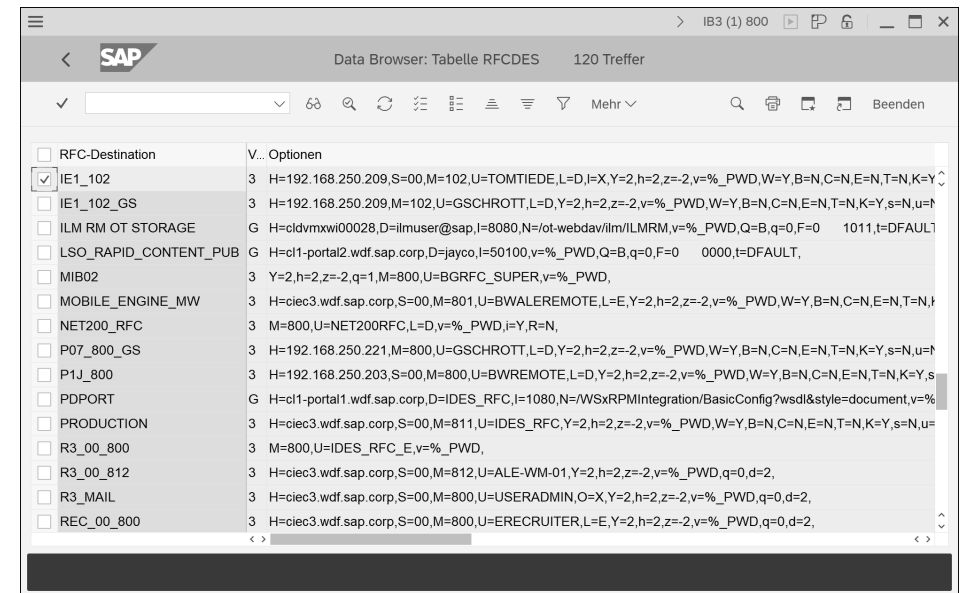 IB3 (1) 800
SAP
Data Browser: Tabelle RFCDES 120 Treffer
Mehr
Beenden
RFC-Destination V... Optionen
IE1_102 3 H=192.168.250.209,S=00,M=102,U=TOMTIEDE,L=D,I=X,Y=2,h=2,z=-2,v=%_PWD,W=Y,B=N,C=N,E=N,T=N,K=Y
IE1_102_GS 3 H=192.168.250.209,M=102,U=GSCHROTT,L=D,Y=2,h=2,z=-2,v=%_PWD,W=Y,B=N,C=N,E=N,T=N,K=Y,s=N,u=N
ILM RM OT STORAGE G H=cldvmxwi00028,D=ilmuser@sap,I=8080,N=/ot-webdav/ilm/ILMRM,v=%_PWD,Q=B,q=0,F=0 1011,t=DFAULT
LSO_RAPID_CONTENT_PUB G H=cl1-portal2.wdf.sap.corp,D=jayco,I=50100,v=%_PWD,Q=B,q=0,F=0 0000,t=DFAULT,
MIB02 3 Y=2,h=2,z=-2,q=1,M=800,U=BGRFC_SUPER,v=%_PWD,
MOBILE_ENGINE_MW 3 H=ciec3.wdf.sap.corp,S=00,M=801,U=BWALEREMOTE,L=E,Y=2,h=2,z=-2,v=%_PWD,W=Y,B=N,C=N,E=N,T=N,K
NET200_RFC 3 M=800,U=NET200RFC,L=D,v=%_PWD,i=Y,R=N,
P07_800_GS 3 H=192.168.250.221,M=800,U=GSCHROTT,L=D,Y=2,h=2,z=-2,v=%_PWD,W=Y,B=N,C=N,E=N,T=N,K=Y,s=N,u=N
P1J_800 3 H=192.168.250.203,S=00,M=800,U=BWREMOTE,L=D,Y=2,h=2,z=-2,v=%_PWD,W=Y,B=N,C=N,E=N,T=N,K=Y,s
PDPORT G H=cl1-portal1.wdf.sap.corp,D=IDES_RFC,I=1080,N=/WSxRPMIntegration/BasicConfig?wsdl&style=document,v=%
PRODUCTION 3 H=ciec3.wdf.sap.corp,S=00,M=811,U=IDES_RFC,Y=2,h=2,z=-2,v=%_PWD,W=Y,B=N,C=N,E=N,T=N,K=Y,s=N,u=
R3_00_800 3 M=800,U=IDES_RFC_E,v=%_PWD,
R3_00_812 3 H=ciec3.wdf.sap.corp,S=00,M=812,U=ALE-WM-01,Y=2,h=2,z=-2,v=%_PWD,q=0,d=2,
R3_MAIL 3 H=ciec3.wdf.sap.corp,S=00,M=800,U=USERADMIN,O=X,Y=2,h=2,z=-2,v=%_PWD,q=0,d=2,
REC_00_800 3 H=ciec3.wdf.sap.corp,S=00,M=800,U=ERECRUITER,L=E,Y=2,h=2,z=-2,v=%_PWD,q=0,d=2,